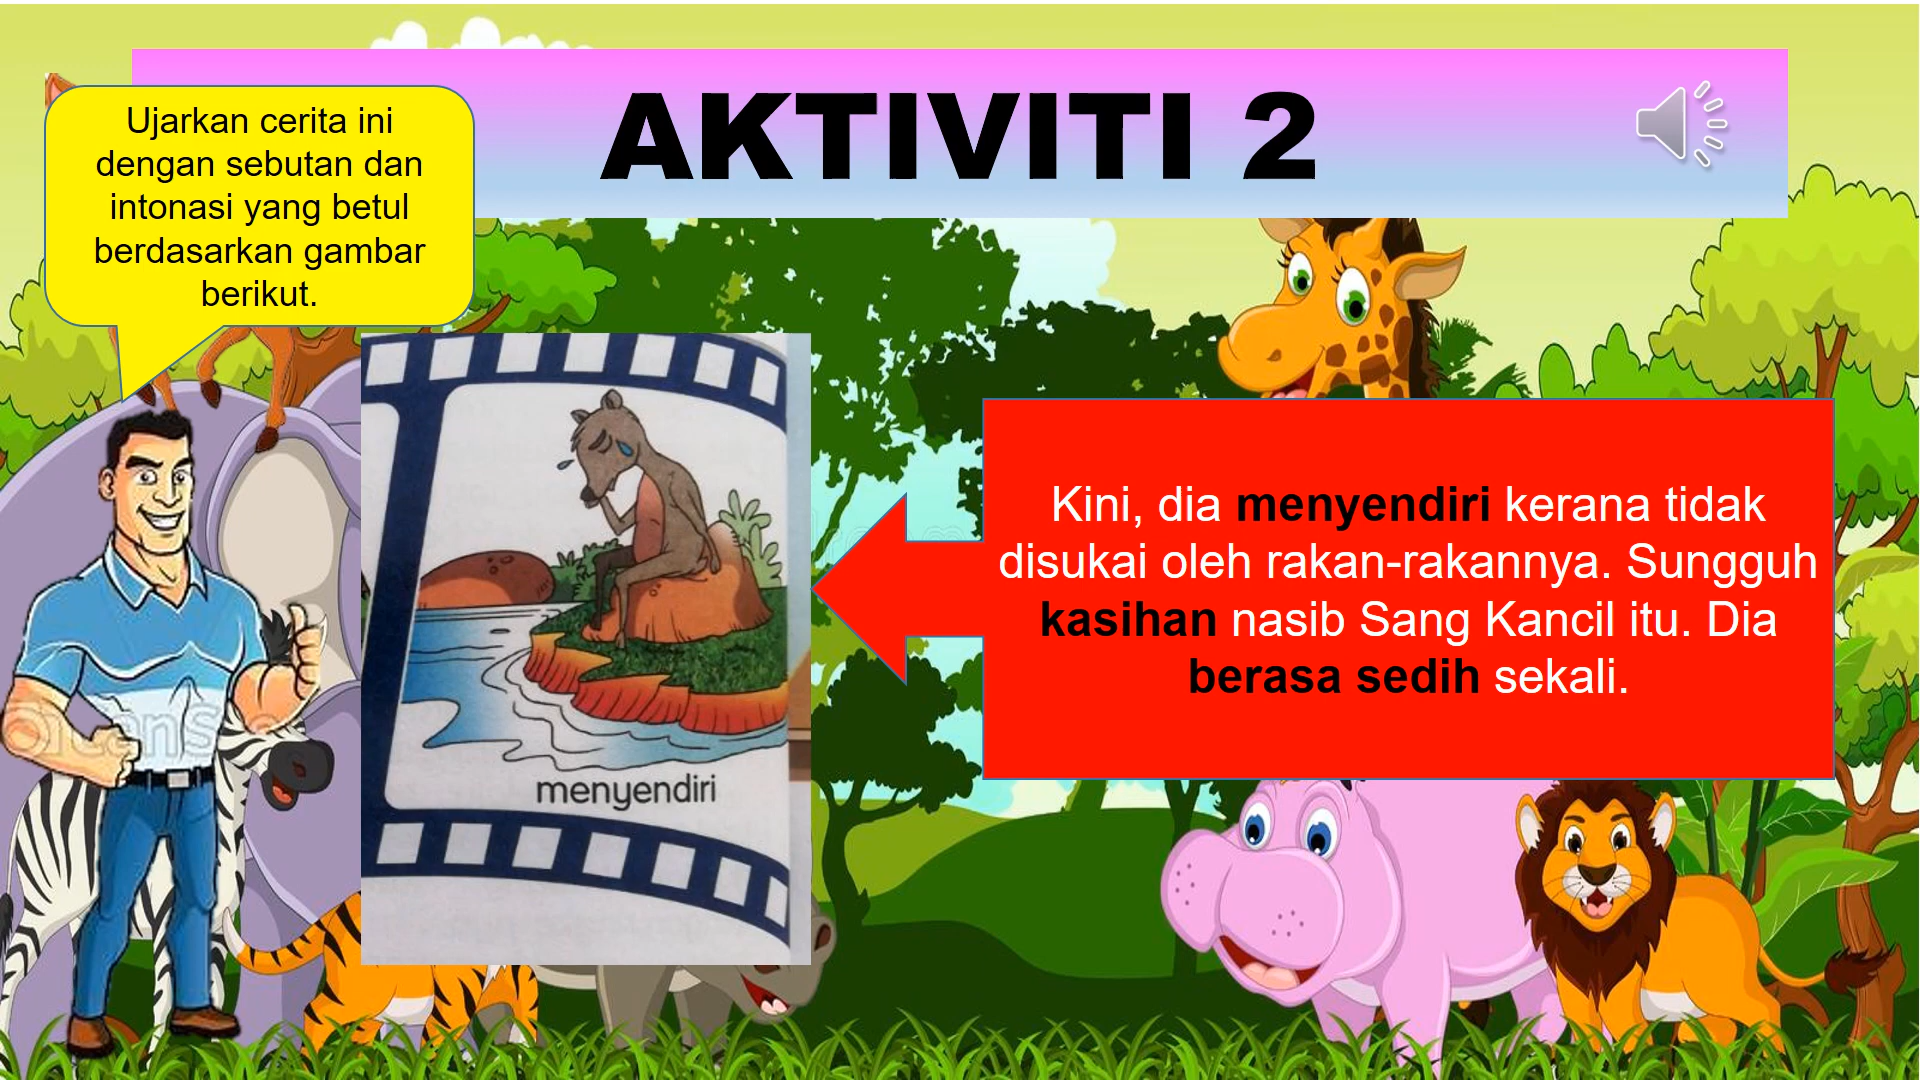 AKTIVITI 2
Ujarkan cerita ini
dengan sebutan dan
intonasi yang betul
berdasarkan gambar
berikut.
menyendiri
Kini, dia menyendiri kerana tidak
disukai oleh rakan-rakannya. Sungguh
kasihan nasib Sang Kancil itu. Dia
berasa sedih sekali.